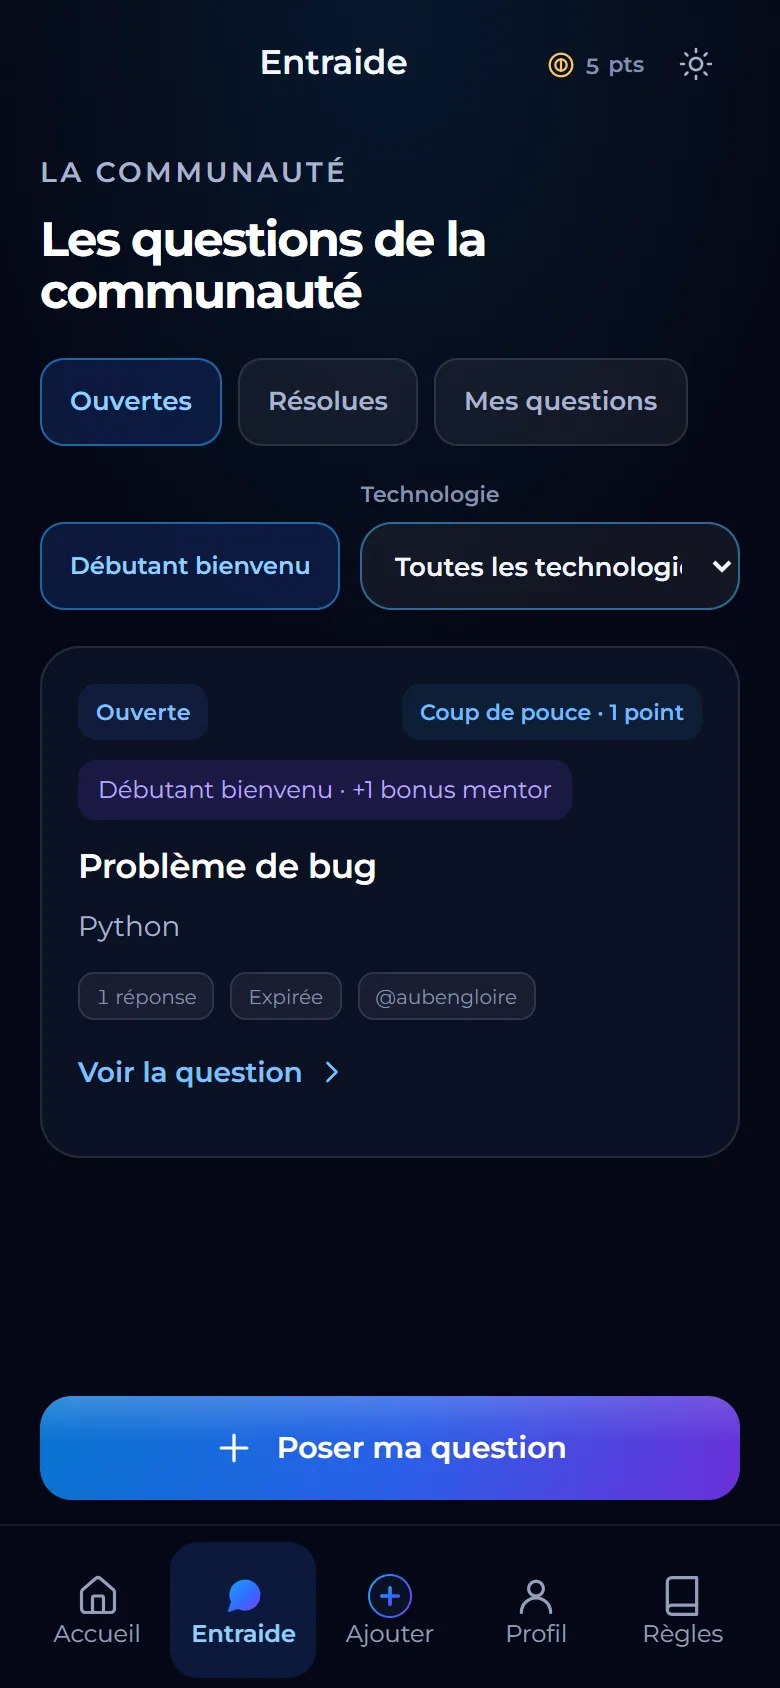 Entraide
5 pts
LA COMMUNAUTÉ
Les questions de la
communauté
Ouvertes
Résolues
Mes questions
Technologie
Débutant bienvenu
Toutes les technologi
Ouverte
Coup de pouce · 1 point
Débutant bienvenu · +1 bonus mentor
Problème de bug
Python
1 réponse
Expirée
@aubengloire
Voir la question
Poser ma question
Accueil
Entraide
Ajouter
Profil
Règles